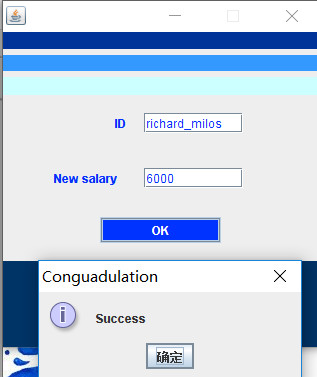 ID
richard_milos
New salary
6000
OK
Conguadulation
Success
确定